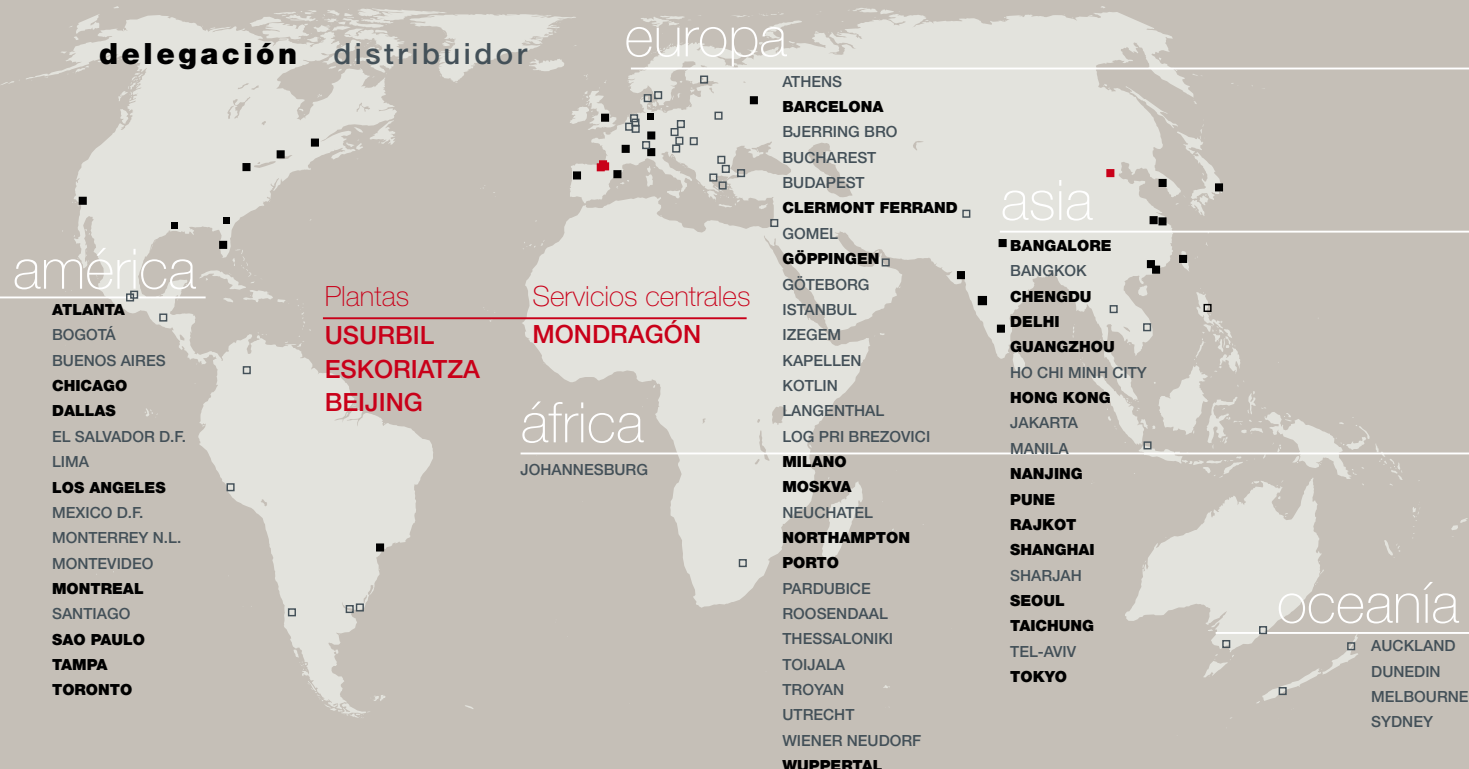 delegación distribuidor
europa
ATHENS
BARCELONA
BJERRING BRO
BUCHAREST
BUDAPEST
CLERMONT FERRAND
GOMEL
GÖPPINGEN
GÖTEBORG
ISTANBUL
IZEGEM
KAPELLEN
KOTLIN
LANGENTHAL
LOG PRI BREZOVICI
MILANO
MOSKVA
NEUCHATEL
NORTHAMPTON
PORTO
PARDUBICE
ROOSENDAAL
THESSALONIKI
TOIJALA
TROYAN
UTRECHT
WIENER NEUDORF
WUPPERTAL
asia
BANGALORE
BANGKOK
CHENGDU
DELHI
GUANGZHOU
HO CHI MINH CITY
HONG KONG
JAKARTA
MANILA
NANJING
PUNE
RAJKOT
SHANGHAI
SHARJAH
SEOUL
TAICHUNG
TEL-AVIV
TOKYO
américa
ATLANTA
BOGOTÁ
BUENOS AIRES
CHICAGO
DALLAS
EL SALVADOR D.F.
LIMA
LOS ANGELES
MEXICO D.F.
MONTERREY N.L.
MONTEVIDEO
MONTREAL
SANTIAGO
SAO PAULO
TAMPA
TORONTO
Plantas
USURBIL
ESKORIATZA
BEIJING
Servicios centrales
MONDRAGÓN
áfrica
JOHANNESBURG
oceanía
AUCKLAND
DUNEDIN
MELBOURNE
SYDNEY